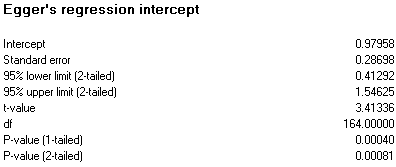 Egger's regression intercept
Intercept 0.97958
Standard error 0.28698
95% lower limit (2-tailed) 0.41292
95% upper limit (2-tailed) 1.54625
t-value 3.41336
df 164.00000
P-value (1-tailed) 0.00040
P-value (2-tailed) 0.00081